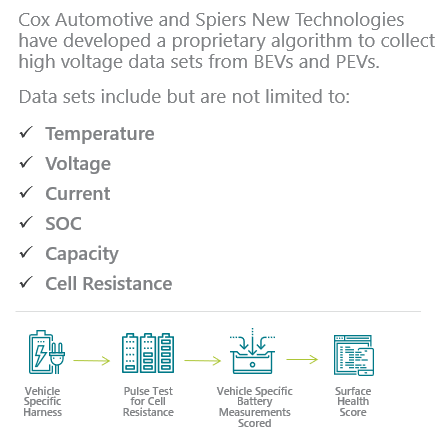 Cox Automotive and Spiers New Technologies
have developed a proprietary algorithm to collect
high voltage data sets from BEVs and PEVs.
Data sets include but are not limited to:
✓ Temperature
✓ Voltage
✓ Current
✓ SOC
✓ Capacity
✓ Cell Resistance
Vehicle
Specific
Harness
Pulse Test
for Cell
Resistance
Vehicle Specific
Battery
Measurements
Scored
Surface
Health
Score